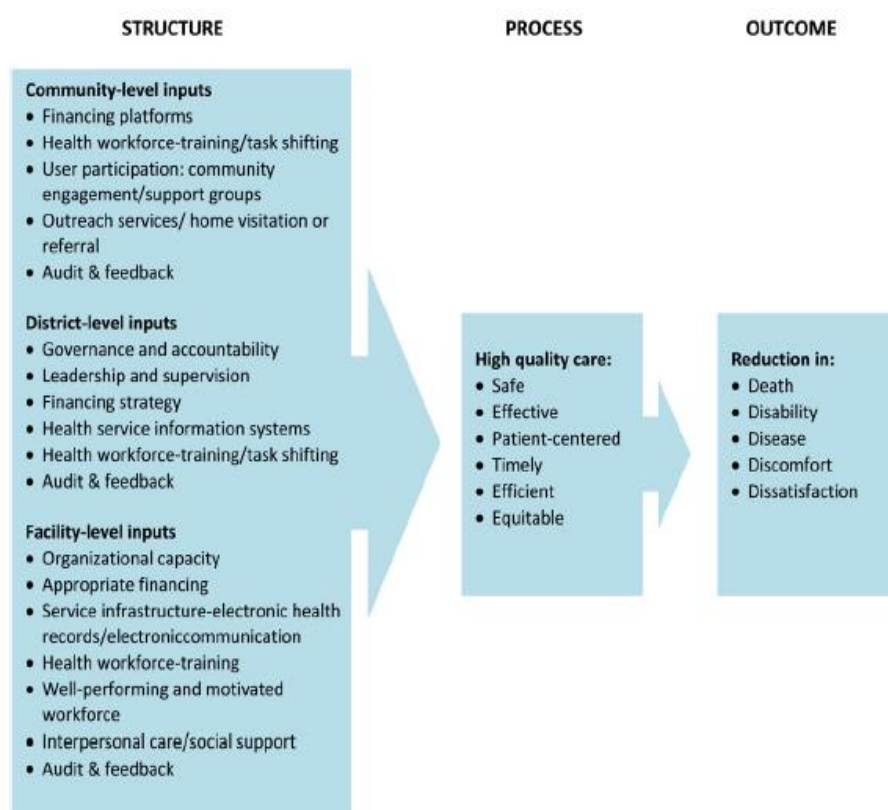 STRUCTURE
PROCESS
OUTCOME
Community-level inputs
• Financing platforms
• Health workforce-training/task shifting
• User participation: community
engagement/support groups
• Outreach services/ home visitation or
referral
• Audit & feedback
District-level inputs
• Governance and accountability
• Leadership and supervision
• Financing strategy
• Health service information systems
• Health workforce-training/task shifting
• Audit & feedback
Facility-level inputs
• Organizational capacity
• Appropriate financing
• Service infrastructure-electronic health
records/electroniccommunication
• Health workforce-training
• Well-performing and motivated
workforce
• Interpersonal care/social support
• Audit & feedback
High quality care:
• Safe
• Effective
• Patient-centered
• Timely
• Efficient
• Equitable
Reduction in:
• Death
• Disability
• Disease
• Discomfort
• Dissatisfaction